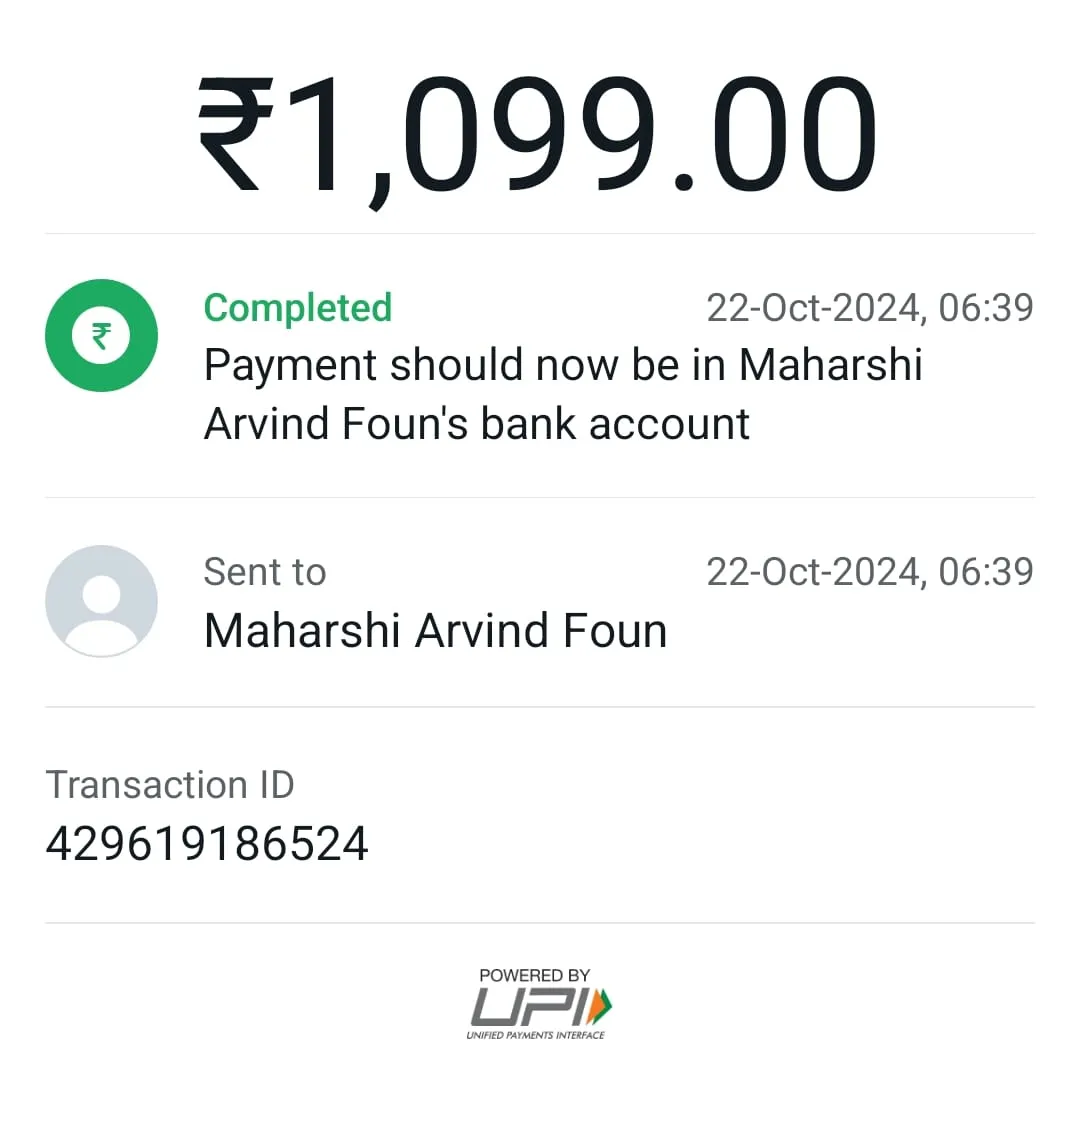 ₹1,099.00
Completed
22-Oct-2024, 06:39
Payment should now be in Maharshi
Arvind Foun's bank account
Sent to
22-Oct-2024, 06:39
Maharshi Arvind Foun
Transaction ID
429619186524
POWERED BY
UPI
UNIFIED PAYMENTS INTERFACE